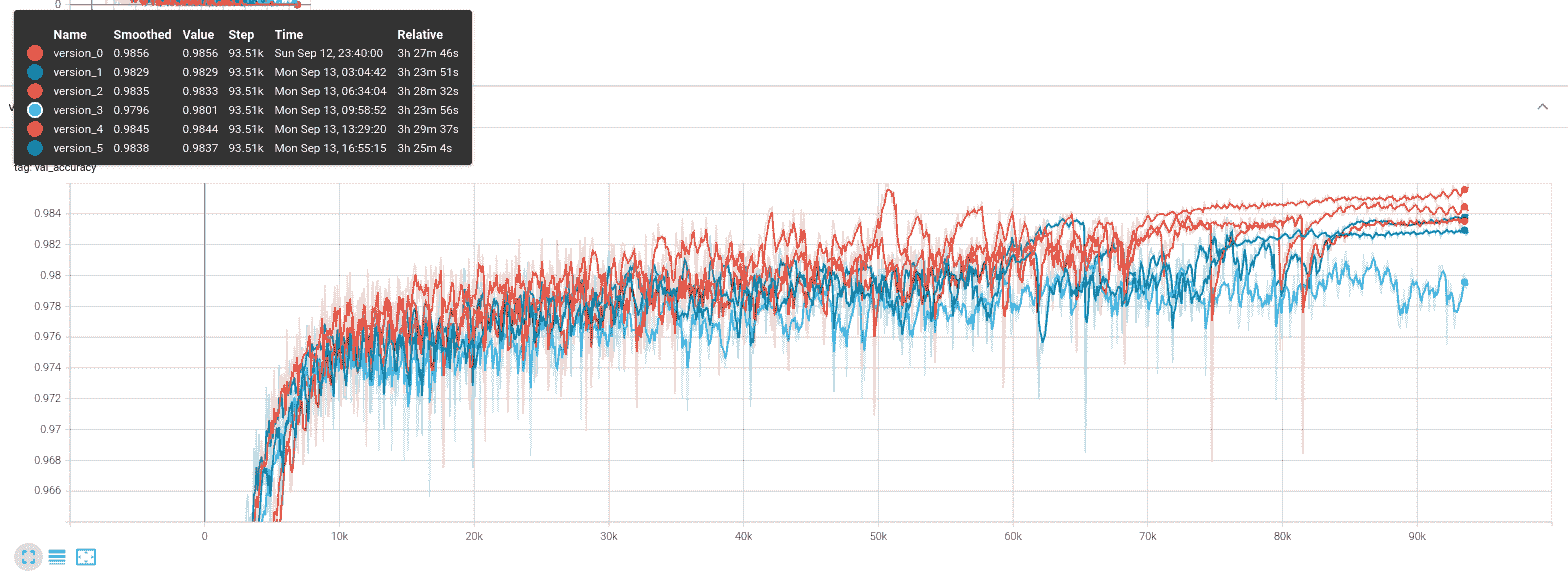 0
Name Smoothed Value Step Time Relative
version_0 0.9856 0.9856 93.51k Sun Sep 12, 23:40:00 3h 27m 46s
version_1 0.9829 0.9829 93.51k Mon Sep 13, 03:04:42 3h 23m 51s
version_2 0.9835 0.9833 93.51k Mon Sep 13, 06:34:04 3h 28m 32s
version_3 0.9796 0.9801 93.51k Mon Sep 13, 09:58:52 3h 23m 56s
version_4 0.9845 0.9844 93.51k Mon Sep 13, 13:29:20 3h 29m 37s
version_5 0.9838 0.9837 93.51k Mon Sep 13, 16:55:15 3h 25m 4s
tag: val_accuracy
0.984
0.982
0.98
0.978
0.976
0.974
0.972
0.97
0.968
0.966
0 10k 20k 30k 40k 50k 60k 70k 80k 90k